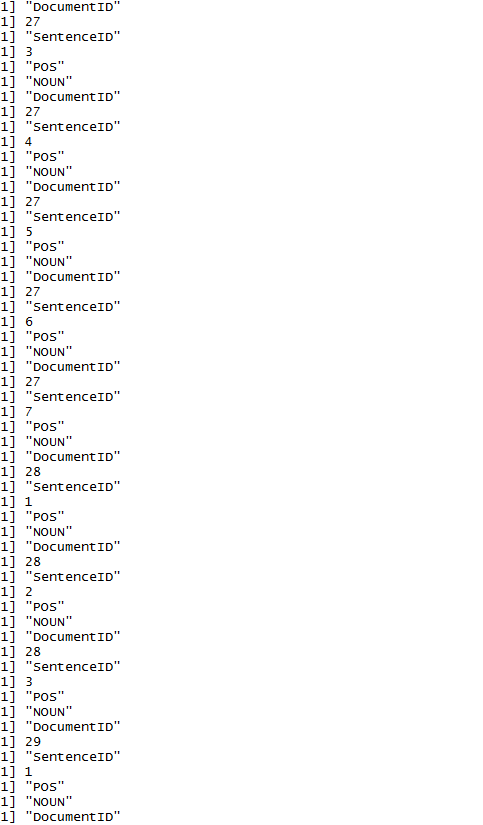 1] "DocumentID"
1] 27
1] "SentenceID"
1] 3
1] "POS"
1] "NOUN"
1] "DocumentID"
1] 27
1] "SentenceID"
1] 4
1] "POS"
1] "NOUN"
1] "DocumentID"
1] 27
1] "SentenceID"
1] 5
1] "POS"
1] "NOUN"
1] "DocumentID"
1] 27
1] "SentenceID"
1] 6
1] "POS"
1] "NOUN"
1] "DocumentID"
1] 27
1] "SentenceID"
1] 7
1] "POS"
1] "NOUN"
1] "DocumentID"
1] 28
1] "SentenceID"
1] 1
1] "POS"
1] "NOUN"
1] "DocumentID"
1] 28
1] "SentenceID"
1] 2
1] "POS"
1] "NOUN"
1] "DocumentID"
1] 28
1] "SentenceID"
1] 3
1] "POS"
1] "NOUN"
1] "DocumentID"
1] 29
1] "SentenceID"
1] 1
1] "POS"
1] "NOUN"
1] "DocumentID"